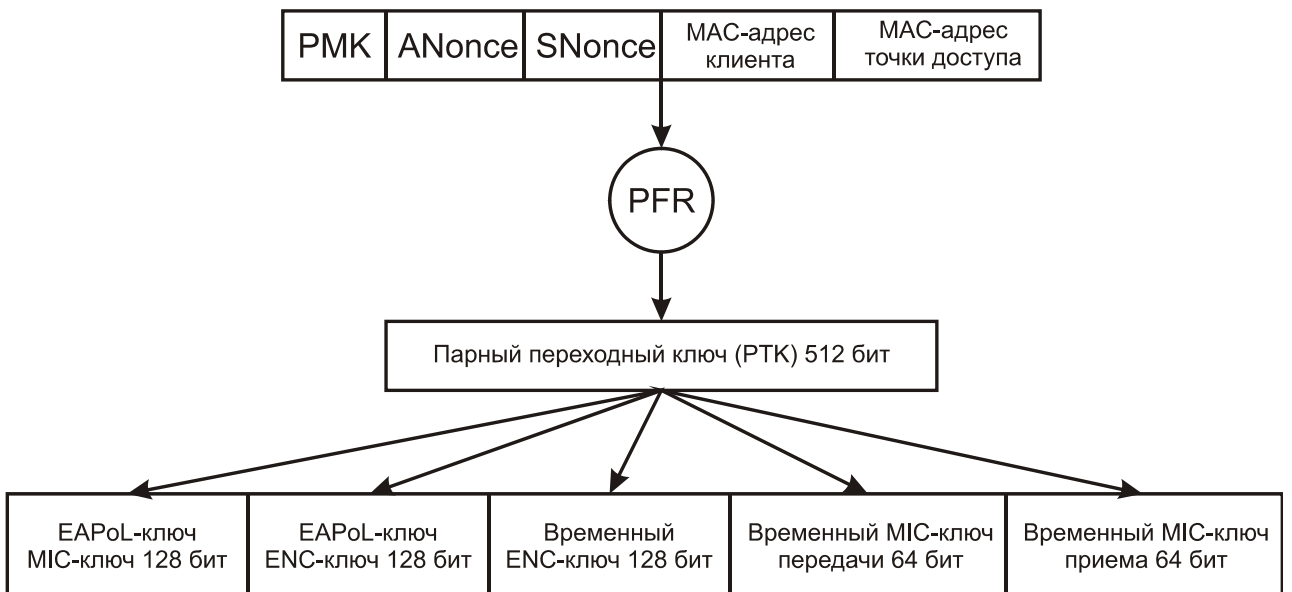 PMK
ANonce
SNonce
MAC-адрес
клиента
MAC-адрес
точки доступа
PFR
Парный переходный ключ (PTK) 512 бит
EAPoL-ключ
MIC-ключ 128 бит
EAPoL-ключ
ENC-ключ 128 бит
Временный
ENC-ключ 128 бит
Временный MIC-ключ
передачи 64 бит
Временный MIC-ключ
приема 64 бит